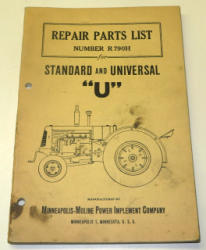 REPAIR PARTS LIST
NUMBER R790H
for
STANDARD AND UNIVERSAL
"U"
MANUFACTURED BY
MINNEAPOLIS-MOLINE POWER IMPLEMENT COMPANY
MINNEAPOLIS 1, MINNESOTA, U. S. A.